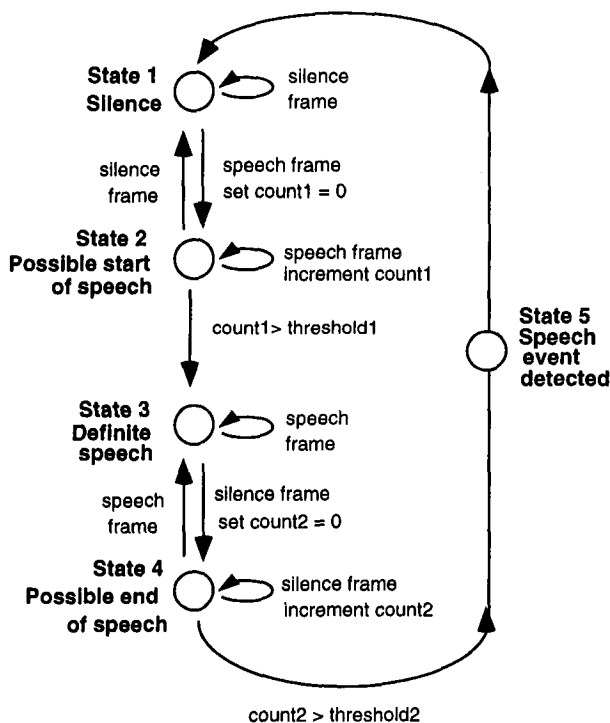 State 1
Silence
silence
frame
silence
frame
speech frame
set count1 = 0
State 2
Possible start
of speech
speech frame
increment count1
count1> threshold1
State 5
Speech
event
detected
State 3
Definite
speech
speech
frame
speech
frame
silence frame
set count2 = 0
State 4
Possible end
of speech
silence frame
increment count2
count2 > threshold2